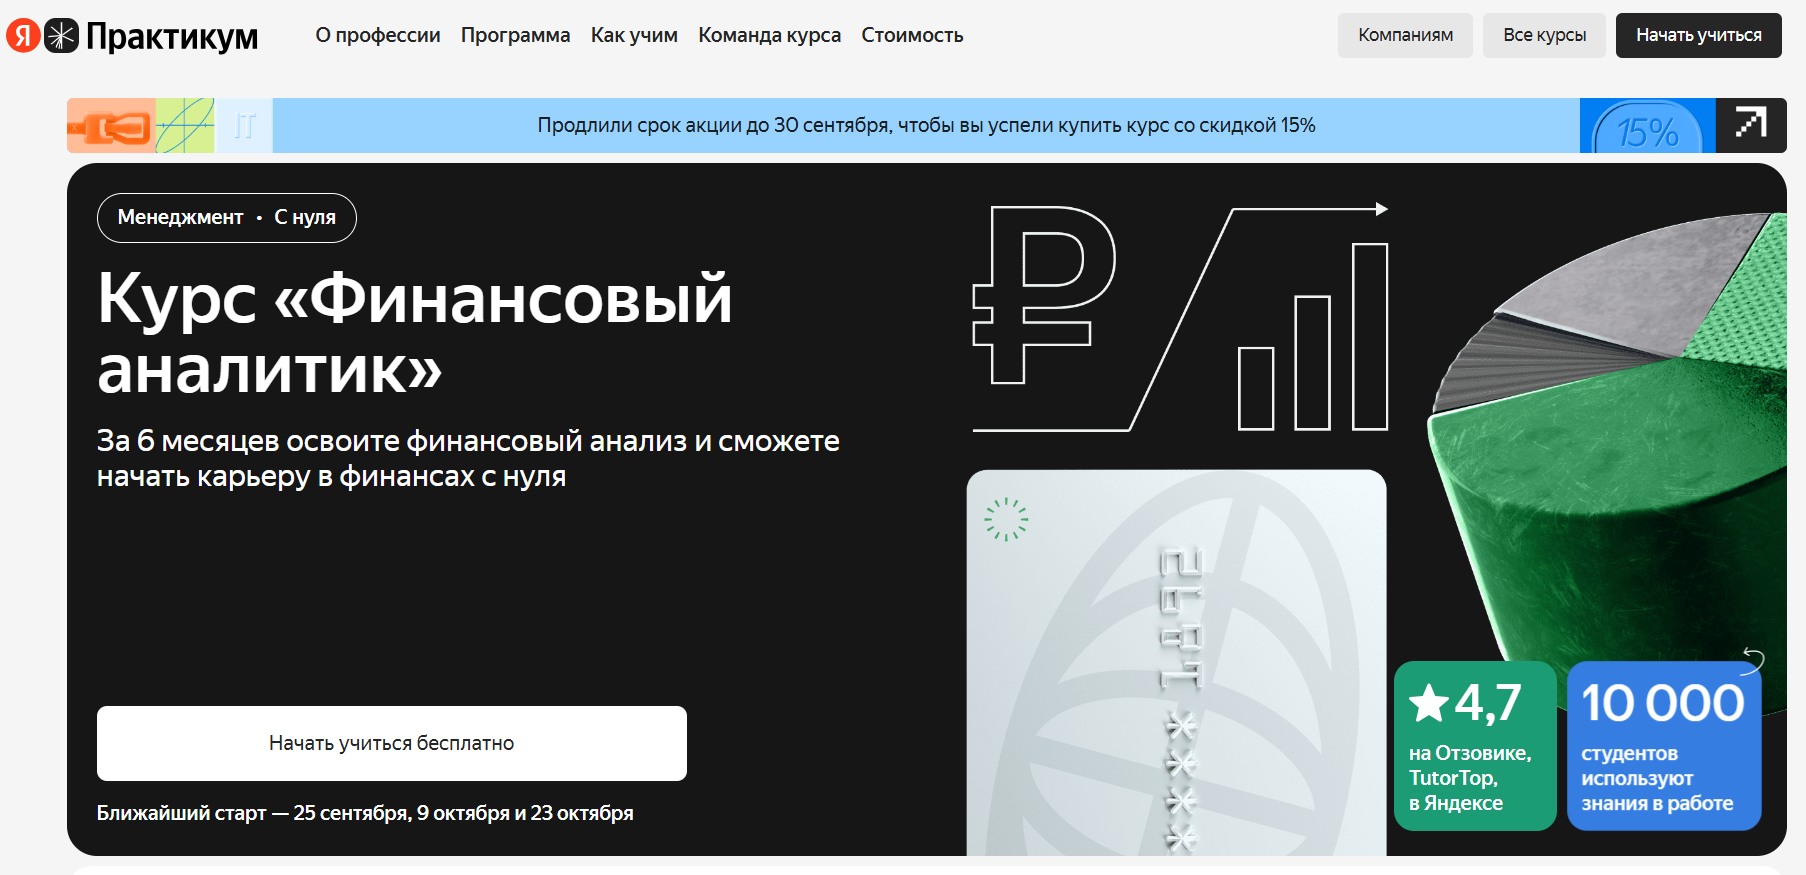 Я Практикум
О профессии Программа Как учим Команда курса Стоимость
Компаниям Все курсы Начать учиться
IT
Продлили срок акции до 30 сентября, чтобы вы успели купить курс со скидкой 15%
15%
Менеджмент • С нуля
Курс «Финансовый
аналитик»
За 6 месяцев освоите финансовый анализ и сможете
начать карьеру в финансах с нуля
Начать учиться бесплатно
Ближайший старт — 25 сентября, 9 октября и 23 октября
4,7
на Отзовике,
TutorTop,
в Яндексе
10 000
студентов
используют
знания в работе